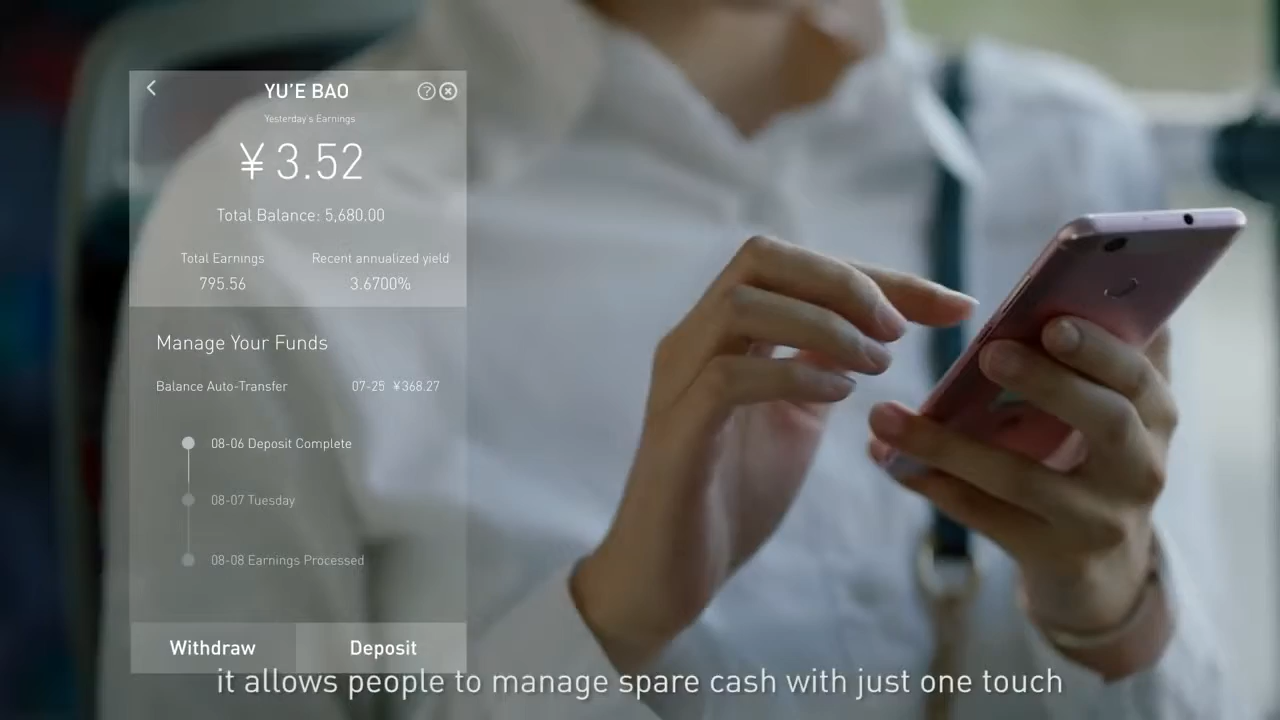 YU'E BAO
Yesterday's Earnings
¥ 3.52
Total Balance: 5,680.00
Total Earnings Recent annualized yield
795.56 3.6700%
Manage Your Funds
Balance Auto-Transfer 07-25 ¥368.27
08-06 Deposit Complete
08-07 Tuesday
08-08 Earnings Processed
Withdraw Deposit
it allows people to manage spare cash with just one touch